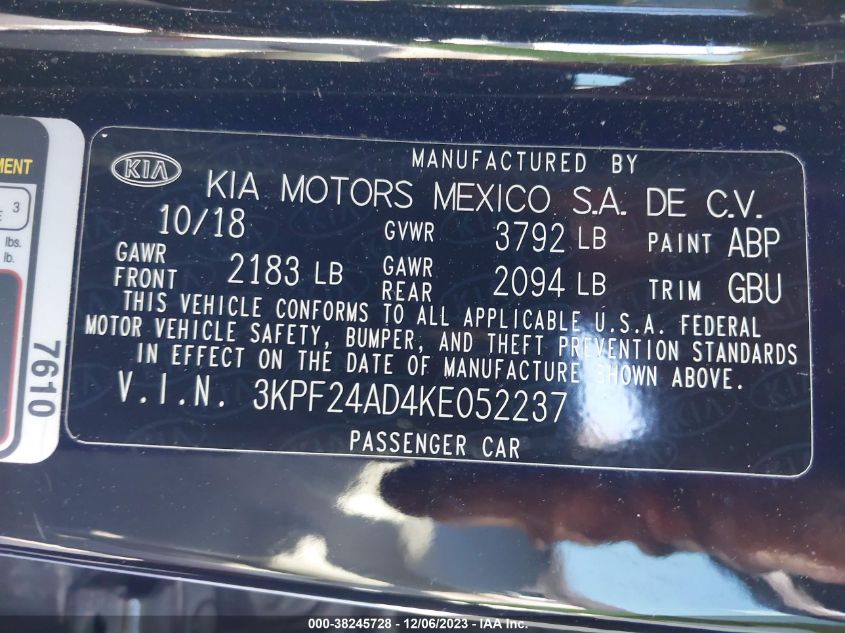 MANUFACTURED BY
KIA
KIA MOTORS MEXICO S.A. DE C.V.
10/18 GVWR 3792 LB PAINT ABP
GAWR FRONT 2183 LB GAWR REAR 2094 LB TRIM GBU
THIS VEHICLE CONFORMS TO ALL APPLICABLE U.S.A. FEDERAL
MOTOR VEHICLE SAFETY, BUMPER, AND THEFT PREVENTION STANDARDS
IN EFFECT ON THE DATE OF MANUFACTURE SHOWN ABOVE.
V.I.N. 3KPF24AD4KE052237
PASSENGER CAR
MENT
3
E
lbs.
lb.
7610
000-38245728 - 12/06/2023 - IAA Inc.